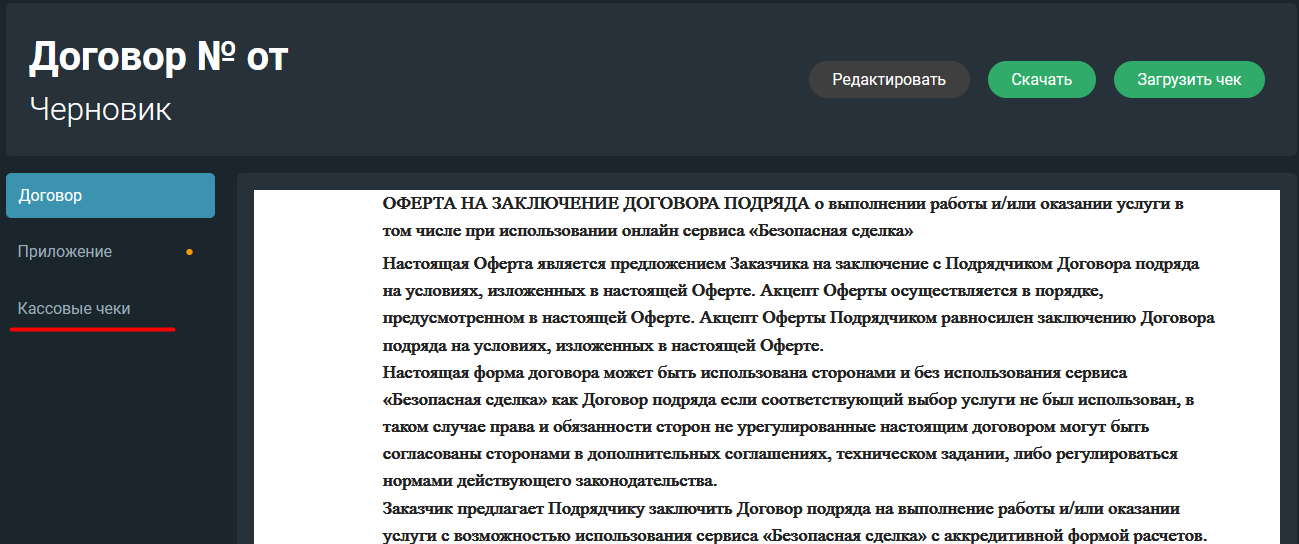 Договор № от
Черновик
Редактировать
Скачать
Загрузить чек
Договор
Приложение
Кассовые чеки
ОФЕРТА НА ЗАКЛЮЧЕНИЕ ДОГОВОРА ПОДРЯДА о выполнении работы и/или оказании услуги в
том числе при использовании онлайн сервиса «Безопасная сделка»
Настоящая Оферта является предложением Заказчика на заключение с Подрядчиком Договора подряда
на условиях, изложенных в настоящей Оферте. Акцепт Оферты осуществляется в порядке,
предусмотренном в настоящей Оферте. Акцепт Оферты Подрядчиком равносилен заключению Договора
подряда на условиях, изложенных в настоящей Оферте.
Настоящая форма договора может быть использована сторонами и без использования сервиса
«Безопасная сделка» как Договор подряда если соответствующий выбор услуги не был использован, в
таком случае права и обязанности сторон не урегулированные настоящим договором могут быть
согласованы сторонами в дополнительных соглашениях, техническом задании, либо регулироваться
нормами действующего законодательства.
Заказчик предлагает Подрядчику заключить Договор подряда на выполнение работы и/или оказании
услуги с возможностью использования сервиса «Безопасная сделка» с аккредитивной формой расчетов.